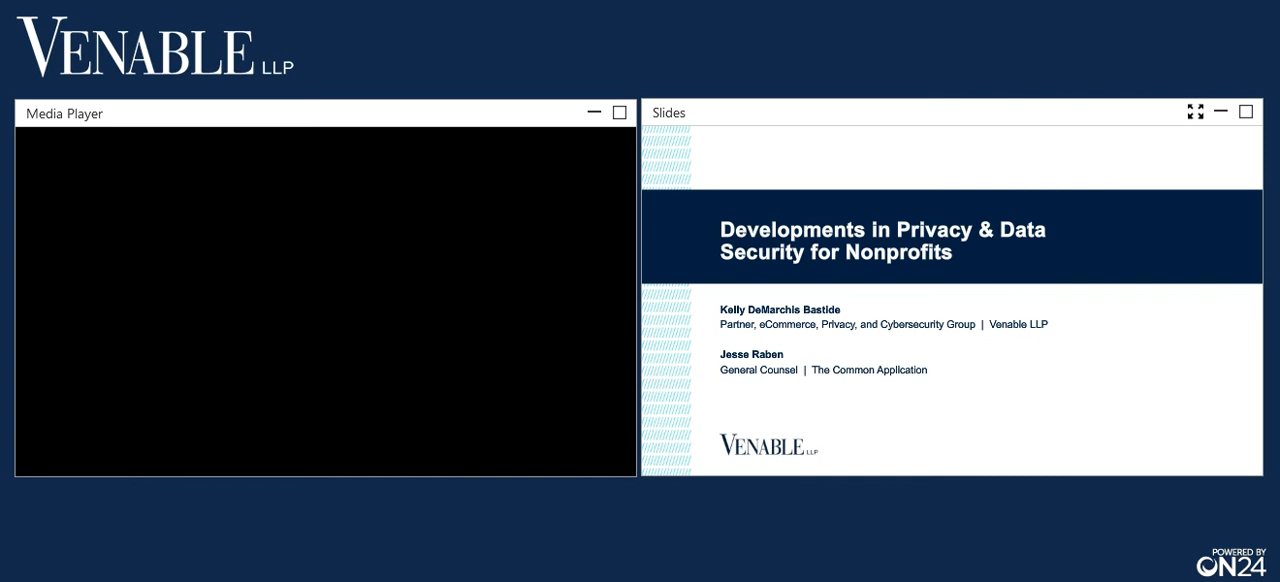 VENABLE LLP
Media Player
Slides
Developments in Privacy & Data
Security for Nonprofits
Kelly DeMarchis Bastide
Partner, eCommerce, Privacy, and Cybersecurity Group | Venable LLP
Jesse Raben
General Counsel | The Common Application
VENABLE LLP
POWERED BY
ON24